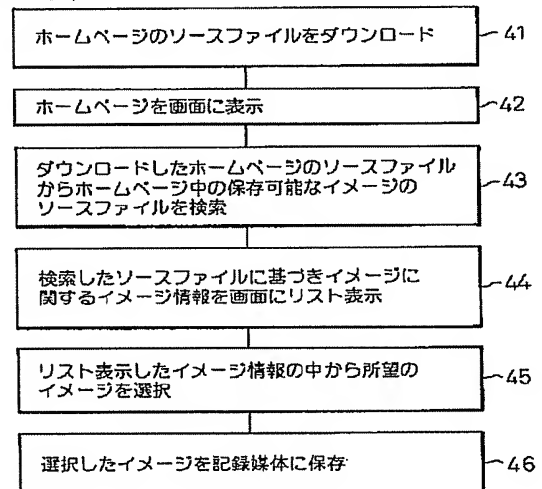 ホームページのソースファイルをダウンロード 41
ホームページを画面に表示 42
ダウンロードしたホームページのソースファイル
からホームページ中の保存可能なイメージの 43
ソースファイルを検索
検索したソースファイルに基づきイメージに
関するイメージ情報を画面にリスト表示 44
リスト表示したイメージ情報の中から所望の
イメージを選択 45
選択したイメージを記録媒体に保存 46